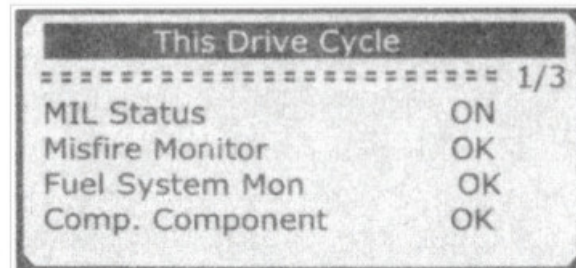 This Drive Cycle
============================ 1/3
MIL Status ON
Misfire Monitor OK
Fuel System Mon OK
Comp. Component OK